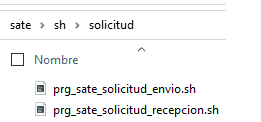 sate > sh > solicitud
Nombre
prg_sate_solicitud_envio.sh
prg_sate_solicitud_recepcion.sh